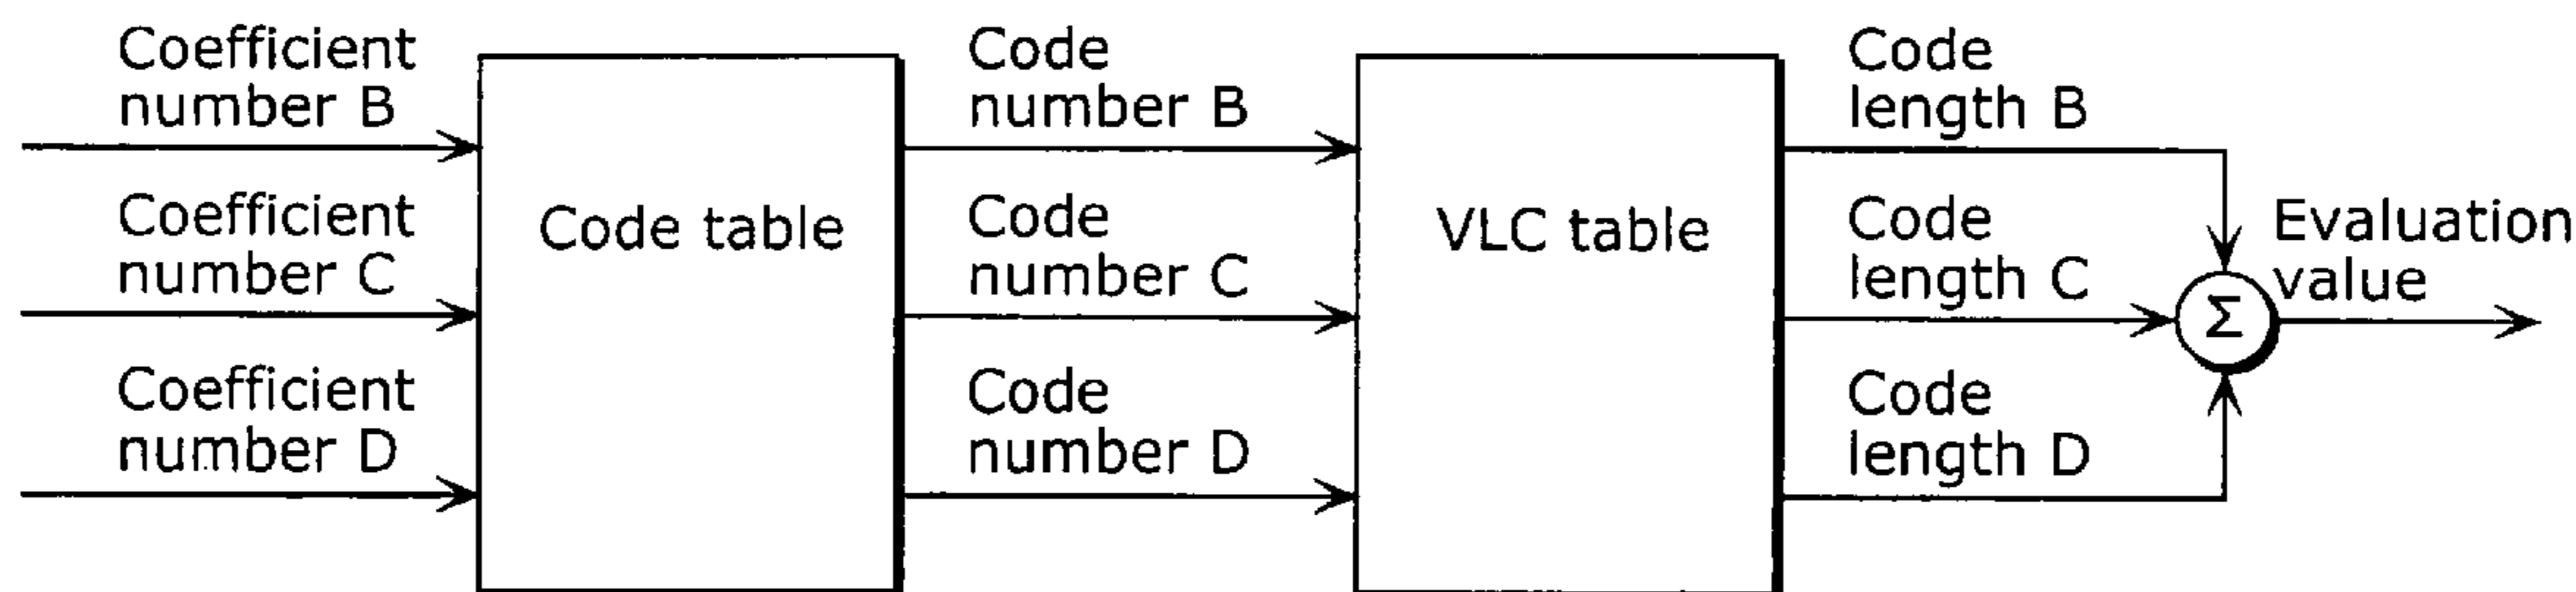 Coefficient
number B
Code
number B
Code
length B
Coefficient
number C
Code table
Code
number C
VLC table
Code
length C
Evaluation
value
Σ
Coefficient
number D
Code
number D
Code
length D